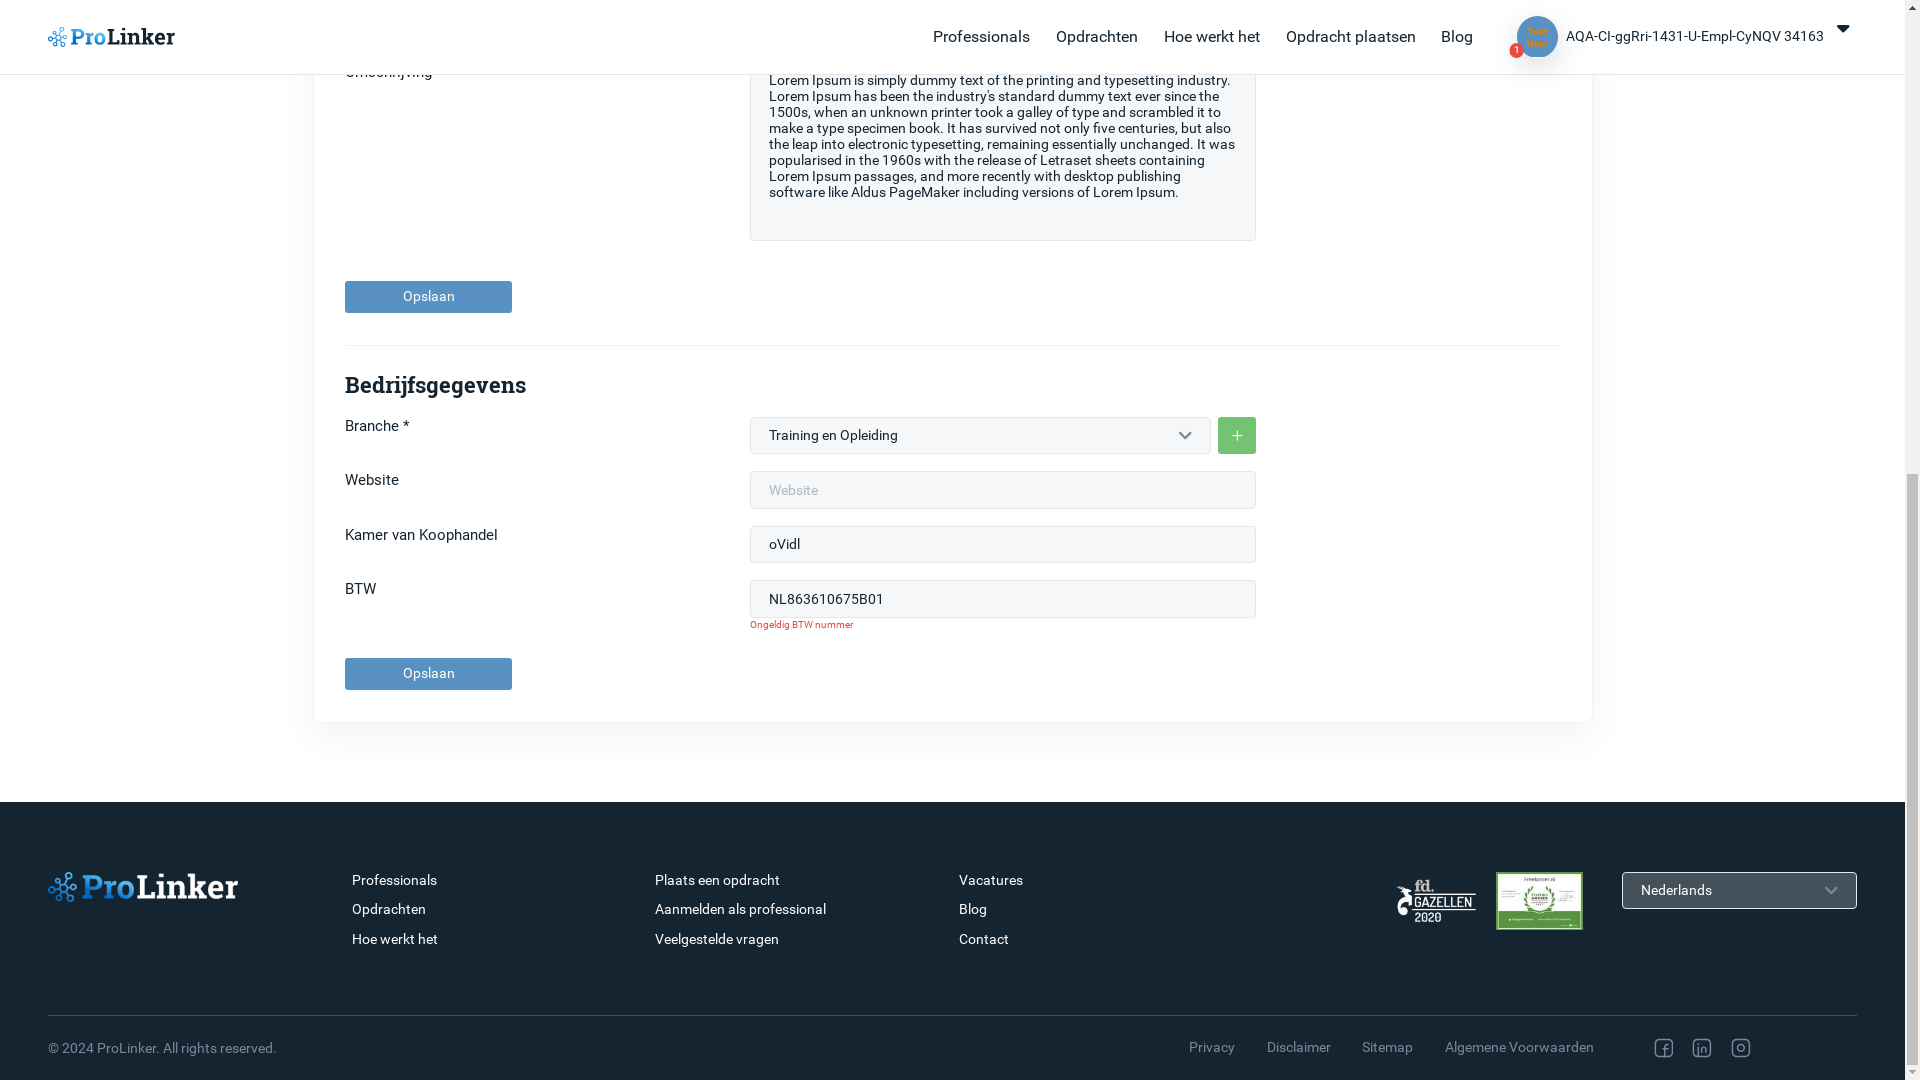 ProLinker
Professionals
Opdrachten
Hoe werkt het
Opdracht plaatsen
Blog
1
AQA-CI-ggRri-1431-U-Empl-CyNQV 34163
Omschrijving
Lorem Ipsum is simply dummy text of the printing and typesetting industry.
Lorem Ipsum has been the industry's standard dummy text ever since the
1500s, when an unknown printer took a galley of type and scrambled it to
make a type specimen book. It has survived not only five centuries, but also
the leap into electronic typesetting, remaining essentially unchanged. It was
popularised in the 1960s with the release of Letraset sheets containing
Lorem Ipsum passages, and more recently with desktop publishing
software like Aldus PageMaker including versions of Lorem Ipsum.
Opslaan
Bedrijfsgegevens
Branche *
Training en Opleiding
Website
Website
Kamer van Koophandel
oVidl
BTW
NL863610675B01
Ongeldig BTW nummer
Opslaan
ProLinker
Professionals
Opdrachten
Hoe werkt het
Plaats een opdracht
Aanmelden als professional
Veelgestelde vragen
Vacatures
Blog
Contact
fd.
GAZELLEN
2020
Freelancer.nl
Nederlands
© 2024 ProLinker. All rights reserved.
Privacy
Disclaimer
Sitemap
Algemene Voorwaarden